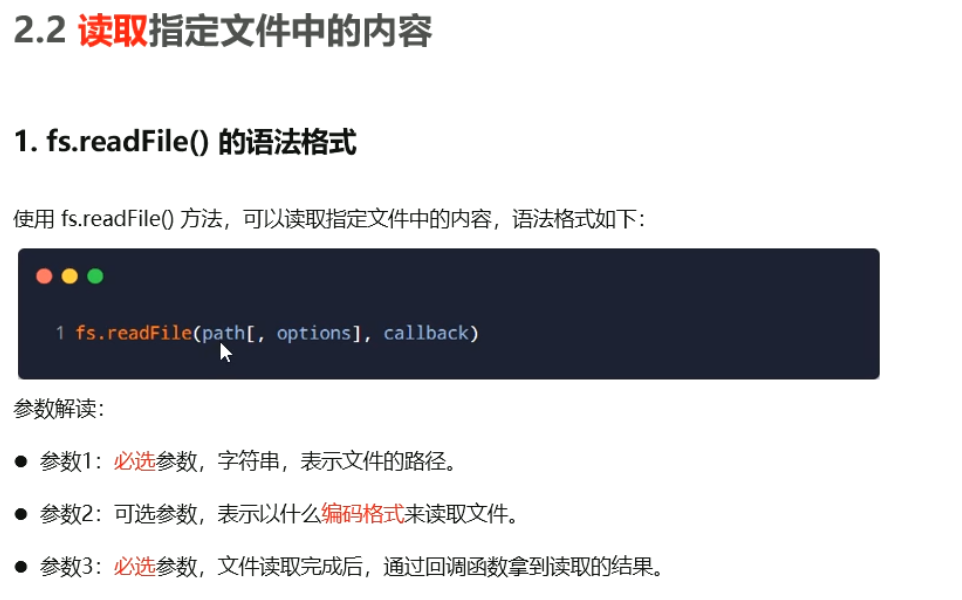 2.2 读取指定文件中的内容
1. fs.readFile() 的语法格式
使用 fs.readFile() 方法，可以读取指定文件中的内容，语法格式如下：
1 fs.readFile(path[, options], callback)
参数解读：
● 参数1：必选参数，字符串，表示文件的路径。
● 参数2：可选参数，表示以什么编码格式来读取文件。
● 参数3：必选参数，文件读取完成后，通过回调函数拿到读取的结果。